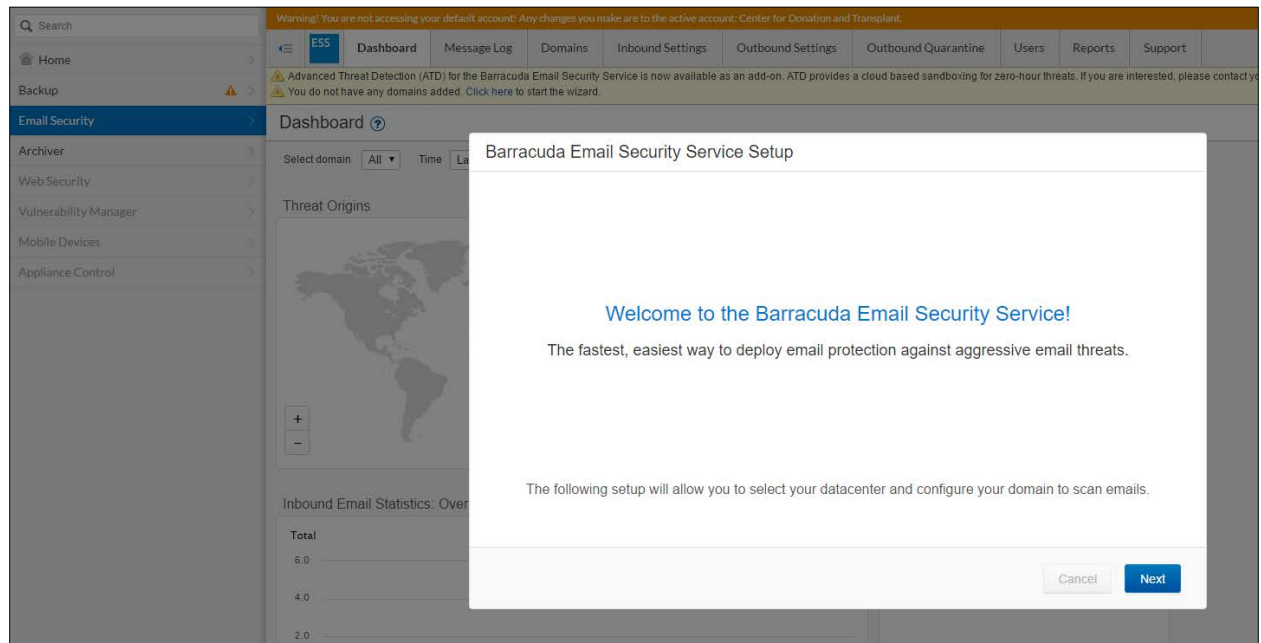 Search
Home
Backup
Email Security
Archiver
Web Security
Vulnerability Manager
Mobile Devices
Appliance Control
Warning! You are not accessing your default account! Any changes you make are to the active account: Center for Donation and Transplant.
ESS
Dashboard Message Log Domains Inbound Settings Outbound Settings Outbound Quarantine Users Reports Support
Advanced Threat Detection (ATD) for the Barracuda Email Security Service is now available as an add-on. ATD provides a cloud based sandboxing for zero-hour threats. If you are interested, please contact yo
You do not have any domains added. Click here to start the wizard.
Dashboard ?
Select domain All ▼ Time La
Threat Origins
+
−
Inbound Email Statistics: Over
Total
6.0
4.0
2.0
Barracuda Email Security Service Setup
Welcome to the Barracuda Email Security Service!
The fastest, easiest way to deploy email protection against aggressive email threats.
The following setup will allow you to select your datacenter and configure your domain to scan emails.
Cancel Next